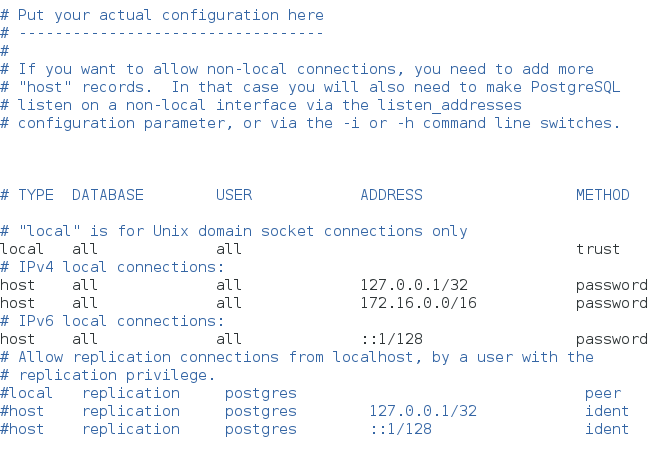 # Put your actual configuration here
# ----------------------------------
#
# If you want to allow non-local connections, you need to add more
# "host" records.  In that case you will also need to make PostgreSQL
# listen on a non-local interface via the listen_addresses
# configuration parameter, or via the -i or -h command line switches.

# TYPE  DATABASE        USER            ADDRESS                 METHOD

# "local" is for Unix domain socket connections only
local   all             all                                     trust
# IPv4 local connections:
host    all             all             127.0.0.1/32            password
host    all             all             172.16.0.0/16           password
# IPv6 local connections:
host    all             all             ::1/128                 password
# Allow replication connections from localhost, by a user with the
# replication privilege.
#local   replication     postgres                                peer
#host    replication     postgres        127.0.0.1/32            ident
#host    replication     postgres        ::1/128                 ident